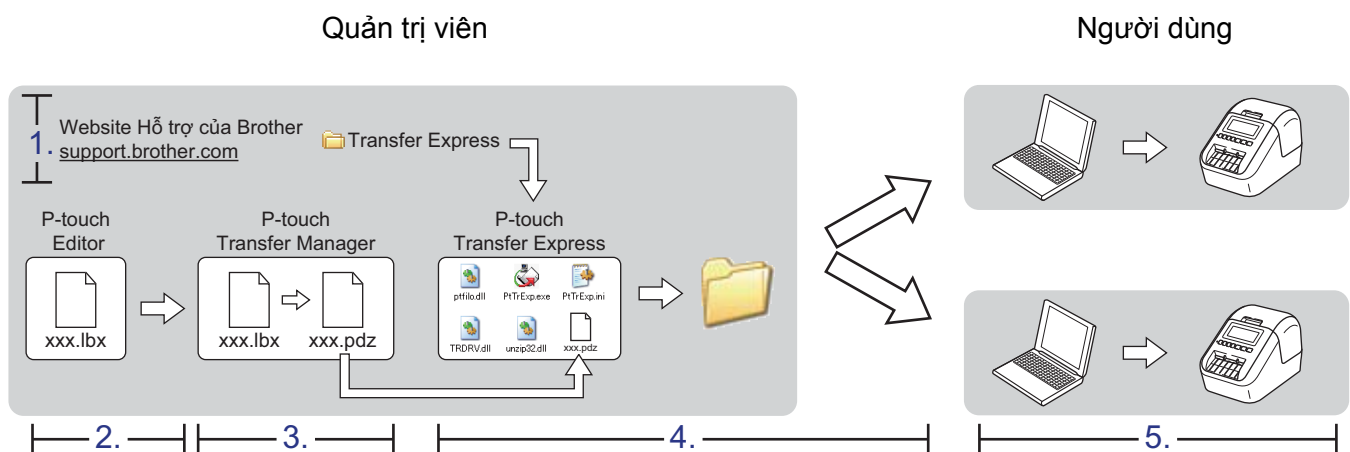 Quản trị viên
Người dùng
1. Website Hỗ trợ của Brother
support.brother.com
Transfer Express
P-touch
Editor
xxx.lbx
P-touch
Transfer Manager
xxx.lbx
xxx.pdz
P-touch
Transfer Express
ptfilo.dll
PtTrExp.exe
PtTrExp.ini
TRDRV.dll
unzip32.dll
xxx.pdz
2.
3.
4.
5.